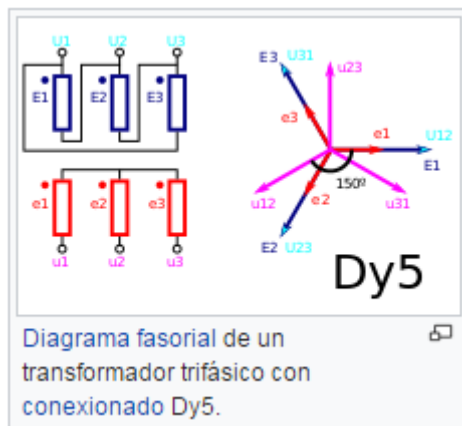 U1 U2 U3
E1 E2 E3
e1 e2 e3
u1 u2 u3
E3 U31
u23
e3
e1 U12
E1
150º
u12
e2
u31
E2 U23
Dy5
Diagrama fasorial de un
transformador trifásico con
conexionado Dy5.